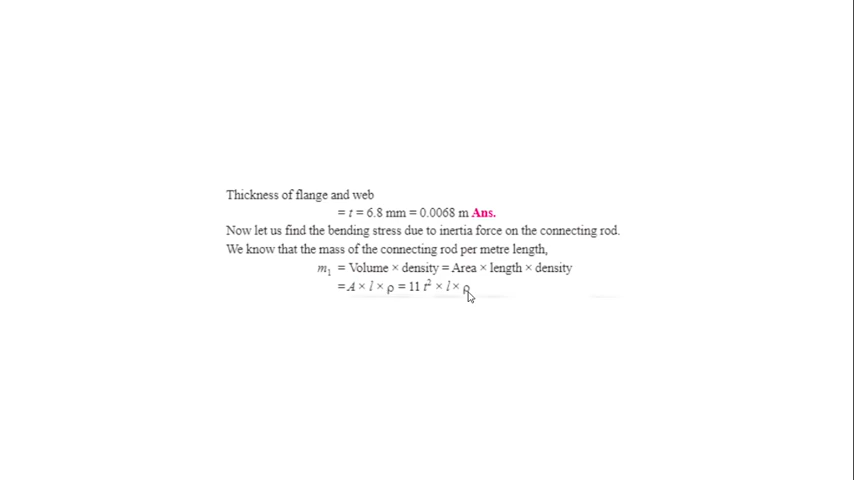 Thickness of flange and web
= t = 6.8 mm = 0.0068 m Ans.
Now let us find the bending stress due to inertia force on the connecting rod.
We know that the mass of the connecting rod per metre length,
m₁ = Volume × density = Area × length × density
= A × l × ρ = 11 t² × l × ρ